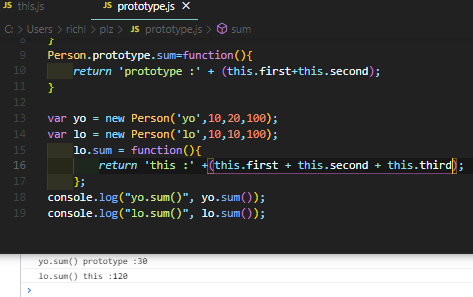 JS this.js JS prototype.js ×
C: > Users > richi > piz > JS prototype.js > sum
8 }
9 Person.prototype.sum=function(){
10 return 'prototype :' + (this.first+this.second);
11 }
12
13 var yo = new Person('yo',10,20,100);
14 var lo = new Person('lo',10,10,100);
15 lo.sum = function(){
16 return 'this :' +(this.first + this.second + this.third);
17 };
18 console.log("yo.sum()", yo.sum());
19 console.log("lo.sum()", lo.sum());
yo.sum() prototype :30
lo.sum() this :120
>